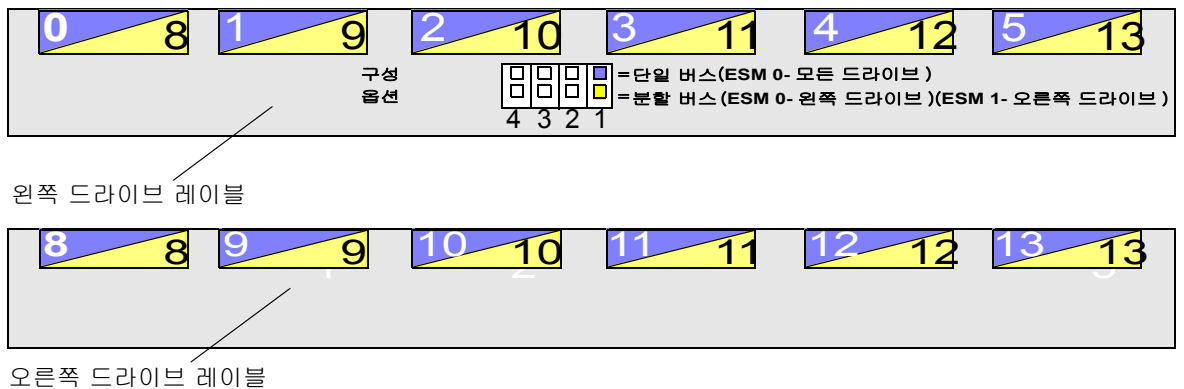 0 8 1 9 2 10 3 11 4 12 5 13
구성 =단일 버스(ESM 0- 모든 드라이브 )
옵션 =분할 버스(ESM 0- 왼쪽 드라이브 )(ESM 1- 오른쪽 드라이브 )
4 3 2 1
왼쪽 드라이브 레이블
8 8 9 9 10 10 11 11 12 12 13 13
오른쪽 드라이브 레이블